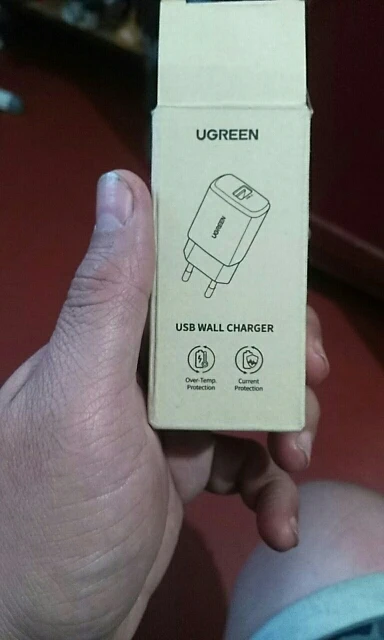 UGREEN
UGREEN
USB WALL CHARGER
Over-Temp. Protection
Current Protection